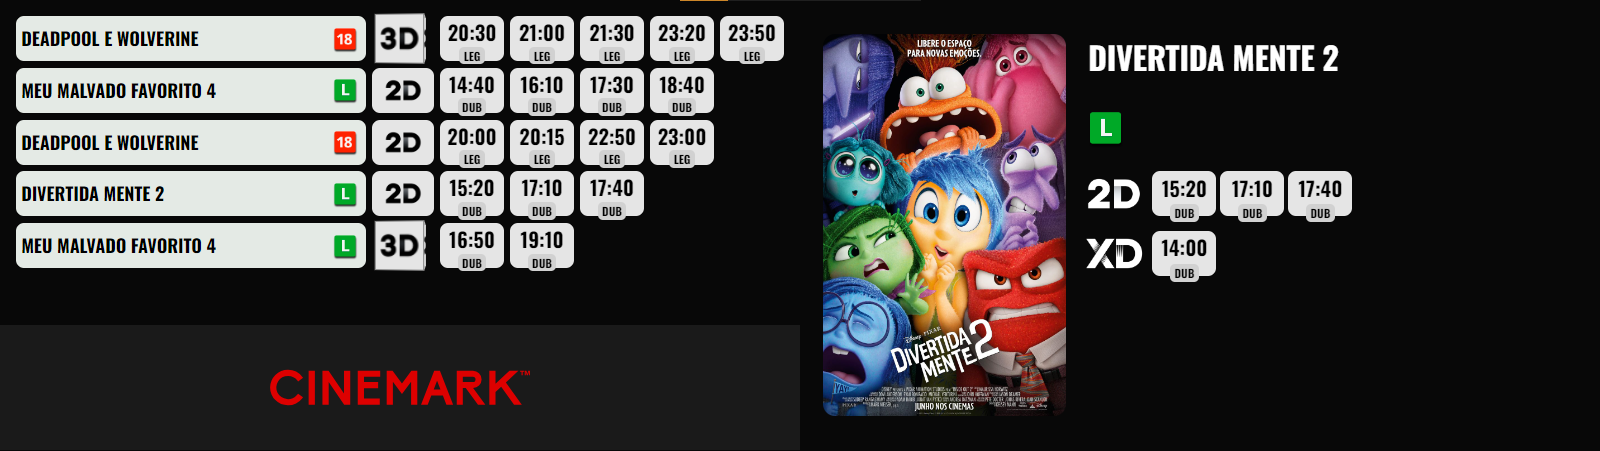 DEADPOOL E WOLVERINE 18 3D 20:30 LEG 21:00 LEG 21:30 LEG 23:20 LEG 23:50 LEG
MEU MALVADO FAVORITO 4 L 2D 14:40 DUB 16:10 DUB 17:30 DUB 18:40 DUB
DEADPOOL E WOLVERINE 18 2D 20:00 LEG 20:15 LEG 22:50 LEG 23:00 LEG
DIVERTIDA MENTE 2 L 2D 15:20 DUB 17:10 DUB 17:40 DUB
MEU MALVADO FAVORITO 4 L 3D 16:50 DUB 19:10 DUB
CINEMARK™
LIBERE O ESPAÇO
PARA NOVAS EMOÇÕES.
Disney PIXAR
DIVERTIDA
MENTE 2
JUNHO NOS CINEMAS
DIVERTIDA MENTE 2
L
2D 15:20 DUB 17:10 DUB 17:40 DUB
XD 14:00 DUB